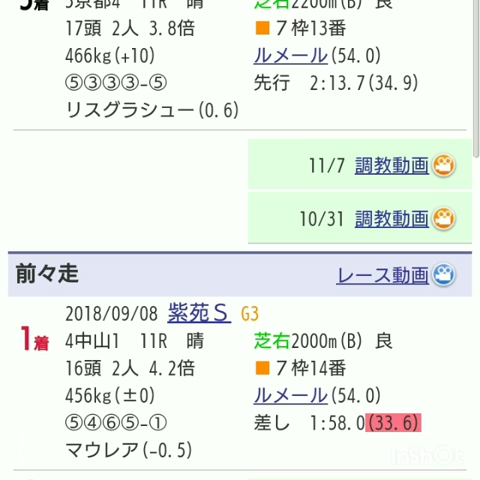 5着 5京都4 11R 晴 芝右2200m(B) 良
17頭 2人 3.8倍 ■7枠13番
466kg(+10) ルメール(54.0)
⑤③③③-⑤ 先行 2:13.7(34.9)
リスグラシュー(0.6)
11/7 調教動画
10/31 調教動画
前々走 レース動画
2018/09/08 紫苑S G3
1着 4中山1 11R 晴 芝右2000m(B) 良
16頭 2人 4.2倍 ■7枠14番
456kg(±0) ルメール(54.0)
⑤④⑥⑤-① 差し 1:58.0(33.6)
マウレア(-0.5)